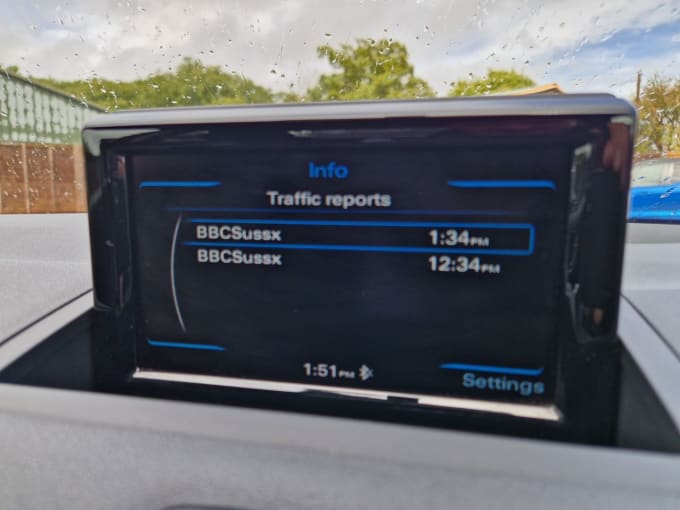 Info
Traffic reports
BBCSussx 1:34PM
BBCSussx 12:34PM
1:51PM
Settings